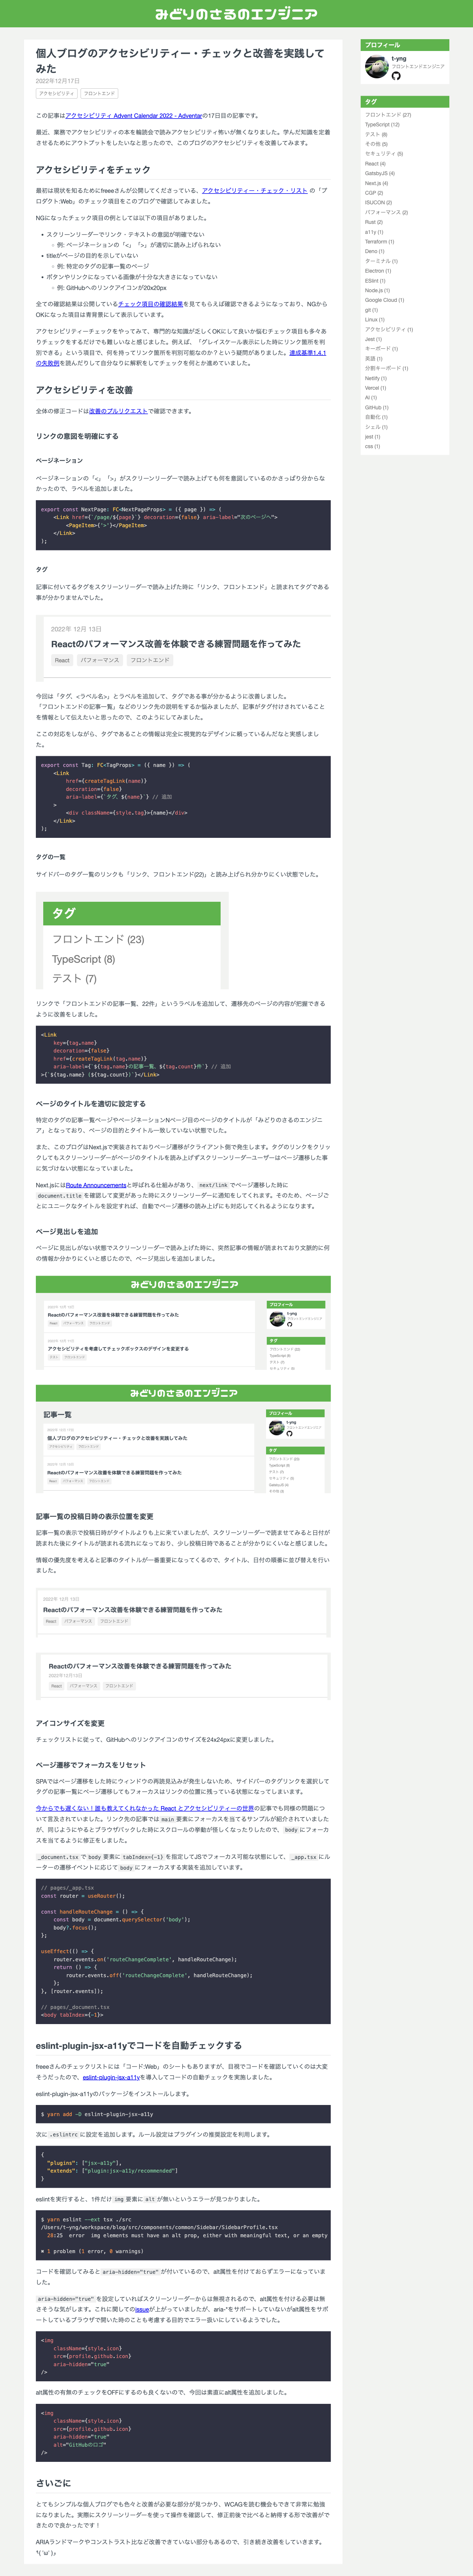 みどりのさるのエンジニア
個人ブログのアクセシビリティー・チェックと改善を実践して
みた
2022年12月17日
アクセシビリティ フロントエンド
この記事はアクセシビリティ Advent Calendar 2022 - Adventarの17日目の記事です。
最近、業務でアクセシビリティの本を輪読会で読みアクセシビリティ怖いが無くなりました。学んだ知識を定着
させるためにアウトプットをしたいなと思ったので、このブログのアクセシビリティを改善してみます。
アクセシビリティをチェック
最初は現状を知るためにfreeeさんが公開してくださっている、アクセシビリティー・チェック・リスト の「プ
ロダクト:Web」のチェック項目をこのブログで確認してみました。
NGになったチェック項目の例としては以下の項目がありました。
スクリーンリーダーでリンク・テキストの意図が明確でない
例: ページネーションの「<」「>」が適切に読み上げられない
titleがページの目的を示していない
例: 特定のタグの記事一覧のページ
ボタンやリンクになっている画像が十分な大きさになっていない
例: GitHubへのリンクアイコンが20x20px
全ての確認結果は公開しているチェック項目の確認結果を見てもらえば確認できるようになっており、NGから
OKになった項目は背景を青にして表示しています。
アクセシビリティーチェックをやってみて、専門的な知識が乏しくてOKにして良いか悩むチェック項目も多々あ
りチェックをするだけでも難しいなと感じました。例えば、「グレイスケール表示した時にリンク箇所を判
別できる」という項目で、何を持ってリンク箇所を判別可能なのか？という疑問がありました。達成基準1.4.1
の失敗例を読んだりして自分なりに解釈して何とか進めていきました。
アクセシビリティを改善
全体の修正コードは改善のプルリクエストで確認できます。
リンクの意図を明確にする
ページネーション
ページネーションの「<」「>」がスクリーンリーダーで読み上げても何を意図しているのかさっぱり分からな
かったので、ラベルを追加しました。
export const NextPage: FC<NextPageProps> = ({ page }) => (
<Link href={`/page/${page}`} decoration={false} aria-label="次のページへ">
<PageItem>{'>'}</PageItem>
</Link>
);
タグ
記事に付いてるタグをスクリーンリーダーで読み上げた時に「リンク、フロントエンド」と読まれてタグである
事が分かりませんでした。
2022年 12月 13日
Reactのパフォーマンス改善を体験できる練習問題を作ってみた
React パフォーマンス フロントエンド
今回は「タグ、<ラベル名>」とラベルを追加して、タグである事が分かるように改善しました。
「フロントエンドの記事一覧」などのリンク先の説明をするか悩みましたが、記事がタグ付けされていること
を情報として伝えたいと思ったので、このようにしてみました。
ここの対応をしながら、タグであることの情報は完全に視覚的なデザインに頼っているんだなと実感しまし
た。
export const Tag: FC<TagProps> = ({ name }) => (
<Link
href={createTagLink(name)}
decoration={false}
aria-label={`タグ、${name}`} // 追加
>
<div className={style.tag}>{name}</div>
</Link>
);
タグの一覧
サイドバーのタグ一覧のリンクも「リンク、フロントエンド(22)」と読み上げられ分かりにくい状態でした。
タグ
フロントエンド (23)
TypeScript (8)
テスト (7)
リンクで「フロントエンドの記事一覧、22件」というラベルを追加して、遷移先のページの内容が把握できる
ように改善をしました。
<Link
key={tag.name}
decoration={false}
href={createTagLink(tag.name)}
aria-label={`${tag.name}の記事一覧、${tag.count}件`} // 追加
>{`${tag.name} (${tag.count})`}</Link>
ページのタイトルを適切に設定する
特定のタグの記事一覧ページやページネーションNページ目のページのタイトルが「みどりのさるのエンジニ
ア」となっており、ページの目的とタイトル一致していない状態でした。
また、このブログはNext.jsで実装されておりページ遷移がクライアント側で発生します。タグのリンクをクリッ
クしてもスクリーンリーダーがページのタイトルを読み上げずスクリーンリーダーユーザーはページ遷移した事
に気づけない状態になっていました。
Next.jsにはRoute Announcementsと呼ばれる仕組みがあり、 next/link でページ遷移した時に
document.title を確認して変更があった時にスクリーンリーダーに通知をしてくれます。そのため、ページご
とにユニークなタイトルを設定すれば、自動でページ遷移の読み上げにも対応してくれるようになります。
ページ見出しを追加
ページに見出しがない状態でスクリーンリーダーで読み上げた時に、突然記事の情報が読まれており文脈的に何
の情報か分かりにくいと感じたので、ページ見出しを追加しました。
みどりのさるのエンジニア
Reactのパフォーマンス改善を体験できる練習問題を作ってみた
アクセシビリティを考慮してチェックボックスのデザインを変更する
プロフィール
t-yng
タグ
みどりのさるのエンジニア
記事一覧
個人ブログのアクセシビリティー・チェックと改善を実践してみた
Reactのパフォーマンス改善を体験できる練習問題を作ってみた
プロフィール
t-yng
タグ
記事一覧の投稿日時の表示位置を変更
記事一覧の表示で投稿日時がタイトルよりも上に来ていましたが、スクリーンリーダーで読ませてみると日付が
読まれた後にタイトルが読まれる流れになっており、少し投稿日時であることが分かりにくいなと感じました。
情報の優先度を考えると記事のタイトルが一番重要になってくるので、タイトル、日付の順番に並び替えを行い
ました。
2022年 12月 13日
Reactのパフォーマンス改善を体験できる練習問題を作ってみた
React パフォーマンス フロントエンド
Reactのパフォーマンス改善を体験できる練習問題を作ってみた
2022年12月13日
React パフォーマンス フロントエンド
アイコンサイズを変更
チェックリストに従って、GitHubへのリンクアイコンのサイズを24x24pxに変更しました。
ページ遷移でフォーカスをリセット
SPAではページ遷移をした時にウィンドウの再読見込みが発生しないため、サイドバーのタグリンクを選択して
タグの記事一覧にページ遷移してもフォーカスはリンクの位置に残っている状態になってしまいます。
今からでも遅くない！誰も教えてくれなかった React とアクセシビリティーの世界の記事でも同様の問題につい
て言及されていました。リンク先の記事では main 要素にフォーカスを当てるサンプルが紹介されていました
が、同じようにやるとブラウザバックした時にスクロールの挙動が怪しくなったりしたので、 body にフォーカ
スを当てるように修正をしました。
_document.tsx で body 要素に tabIndex={-1} を指定してJSでフォーカス可能な状態にして、 _app.tsx にル
ーターの遷移イベントに応じて body にフォーカスする実装を追加しています。
// pages/_app.tsx
const router = useRouter();
const handleRouteChange = () => {
const body = document.querySelector('body');
body?.focus();
};
useEffect(() => {
router.events.on('routeChangeComplete', handleRouteChange);
return () => {
router.events.off('routeChangeComplete', handleRouteChange);
};
}, [router.events]);
// pages/_document.tsx
<body tabIndex={-1}>
eslint-plugin-jsx-a11yでコードを自動チェックする
freeeさんのチェックリストには「コード:Web」のシートもありますが、目視でコードを確認していくのは大変
そうだったので、eslint-plugin-jsx-a11yを導入してコードの自動チェックを実施しました。
eslint-plugin-jsx-a11yのパッケージをインストールします。
$ yarn add -D eslint-plugin-jsx-a11y
次に .eslintrc に設定を追加します。ルール設定はプラグインの推奨設定を利用します。
{
"plugins": ["jsx-a11y"],
"extends": ["plugin:jsx-a11y/recommended"]
}
eslintを実行すると、1件だけ img 要素に alt が無いというエラーが見つかりました。
$ yarn eslint --ext tsx ./src
/Users/t-yng/workspace/blog/src/components/common/Sidebar/SidebarProfile.tsx
28:25 error img elements must have an alt prop, either with meaningful text, or an empty
✖ 1 problem (1 error, 0 warnings)
コードを確認してみると aria-hidden="true" が付いているので、alt属性を付けておらずエラーになっていま
した。
aria-hidden="true" を設定していればスクリーンリーダーからは無視されるので、alt属性を付ける必要は無
さそうな気がします。これに関してのissueが上がっていましたが、aria-*をサポートしていないがalt属性をサポ
ートしているブラウザで開いた時のことも考慮する目的でエラー扱いにしているようでした。
<img
className={style.icon}
src={profile.github.icon}
aria-hidden="true"
/>
alt属性の有無のチェックをOFFにするのも良くないので、今回は素直にalt属性を追加しました。
<img
className={style.icon}
src={profile.github.icon}
aria-hidden="true"
alt="GitHubのロゴ"
/>
さいごに
とてもシンプルな個人ブログでも色々と改善が必要な部分が見つかり、WCAGを読む機会もできて非常に勉強
になりました。実際にスクリーンリーダーを使って操作を確認して、修正前後で比べると納得する形で改善がで
きたので良かったです！
ARIAランドマークやコンストラスト比など改善できていない部分もあるので、引き続き改善をしていきます。
٩( 'ω' )و
プロフィール
t-yng
フロントエンドエンジニア
タグ
フロントエンド (27)
TypeScript (12)
テスト (8)
その他 (5)
セキュリティ (5)
React (4)
GatsbyJS (4)
Next.js (4)
CGP (2)
ISUCON (2)
パフォーマンス (2)
Rust (2)
a11y (1)
Terraform (1)
Deno (1)
ターミナル (1)
Electron (1)
ESlint (1)
Node.js (1)
Google Cloud (1)
git (1)
Linux (1)
アクセシビリティ (1)
Jest (1)
キーボード (1)
英語 (1)
分割キーボード (1)
Netlify (1)
Vercel (1)
AI (1)
GitHub (1)
自動化 (1)
シェル (1)
jest (1)
css (1)